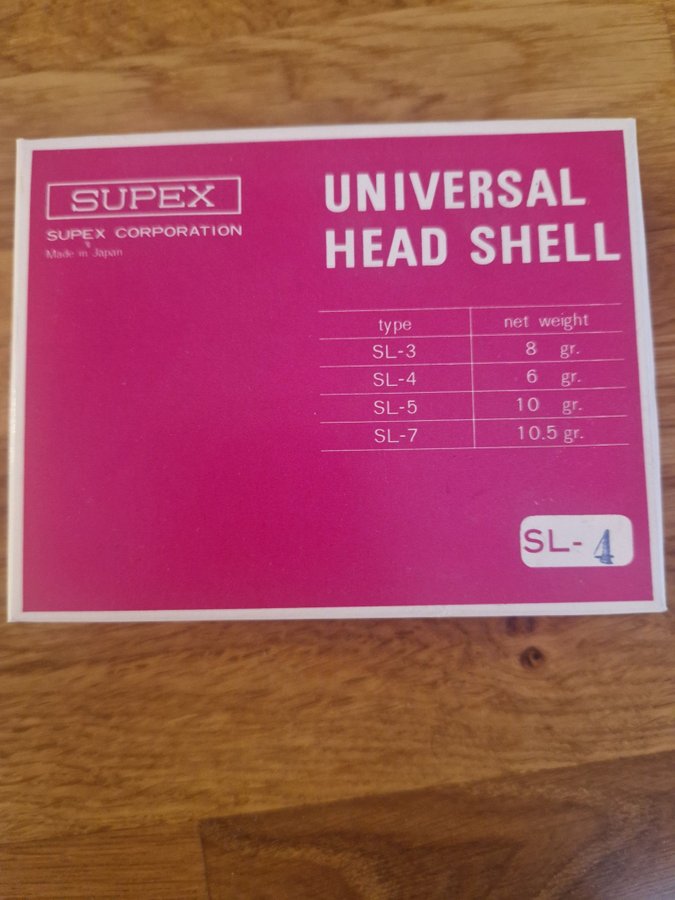 SUPEX
SUPEX CORPORATION
Made in Japan
UNIVERSAL
HEAD SHELL
type net weight
SL-3 8 gr.
SL-4 6 gr.
SL-5 10 gr.
SL-7 10.5 gr.
SL-4